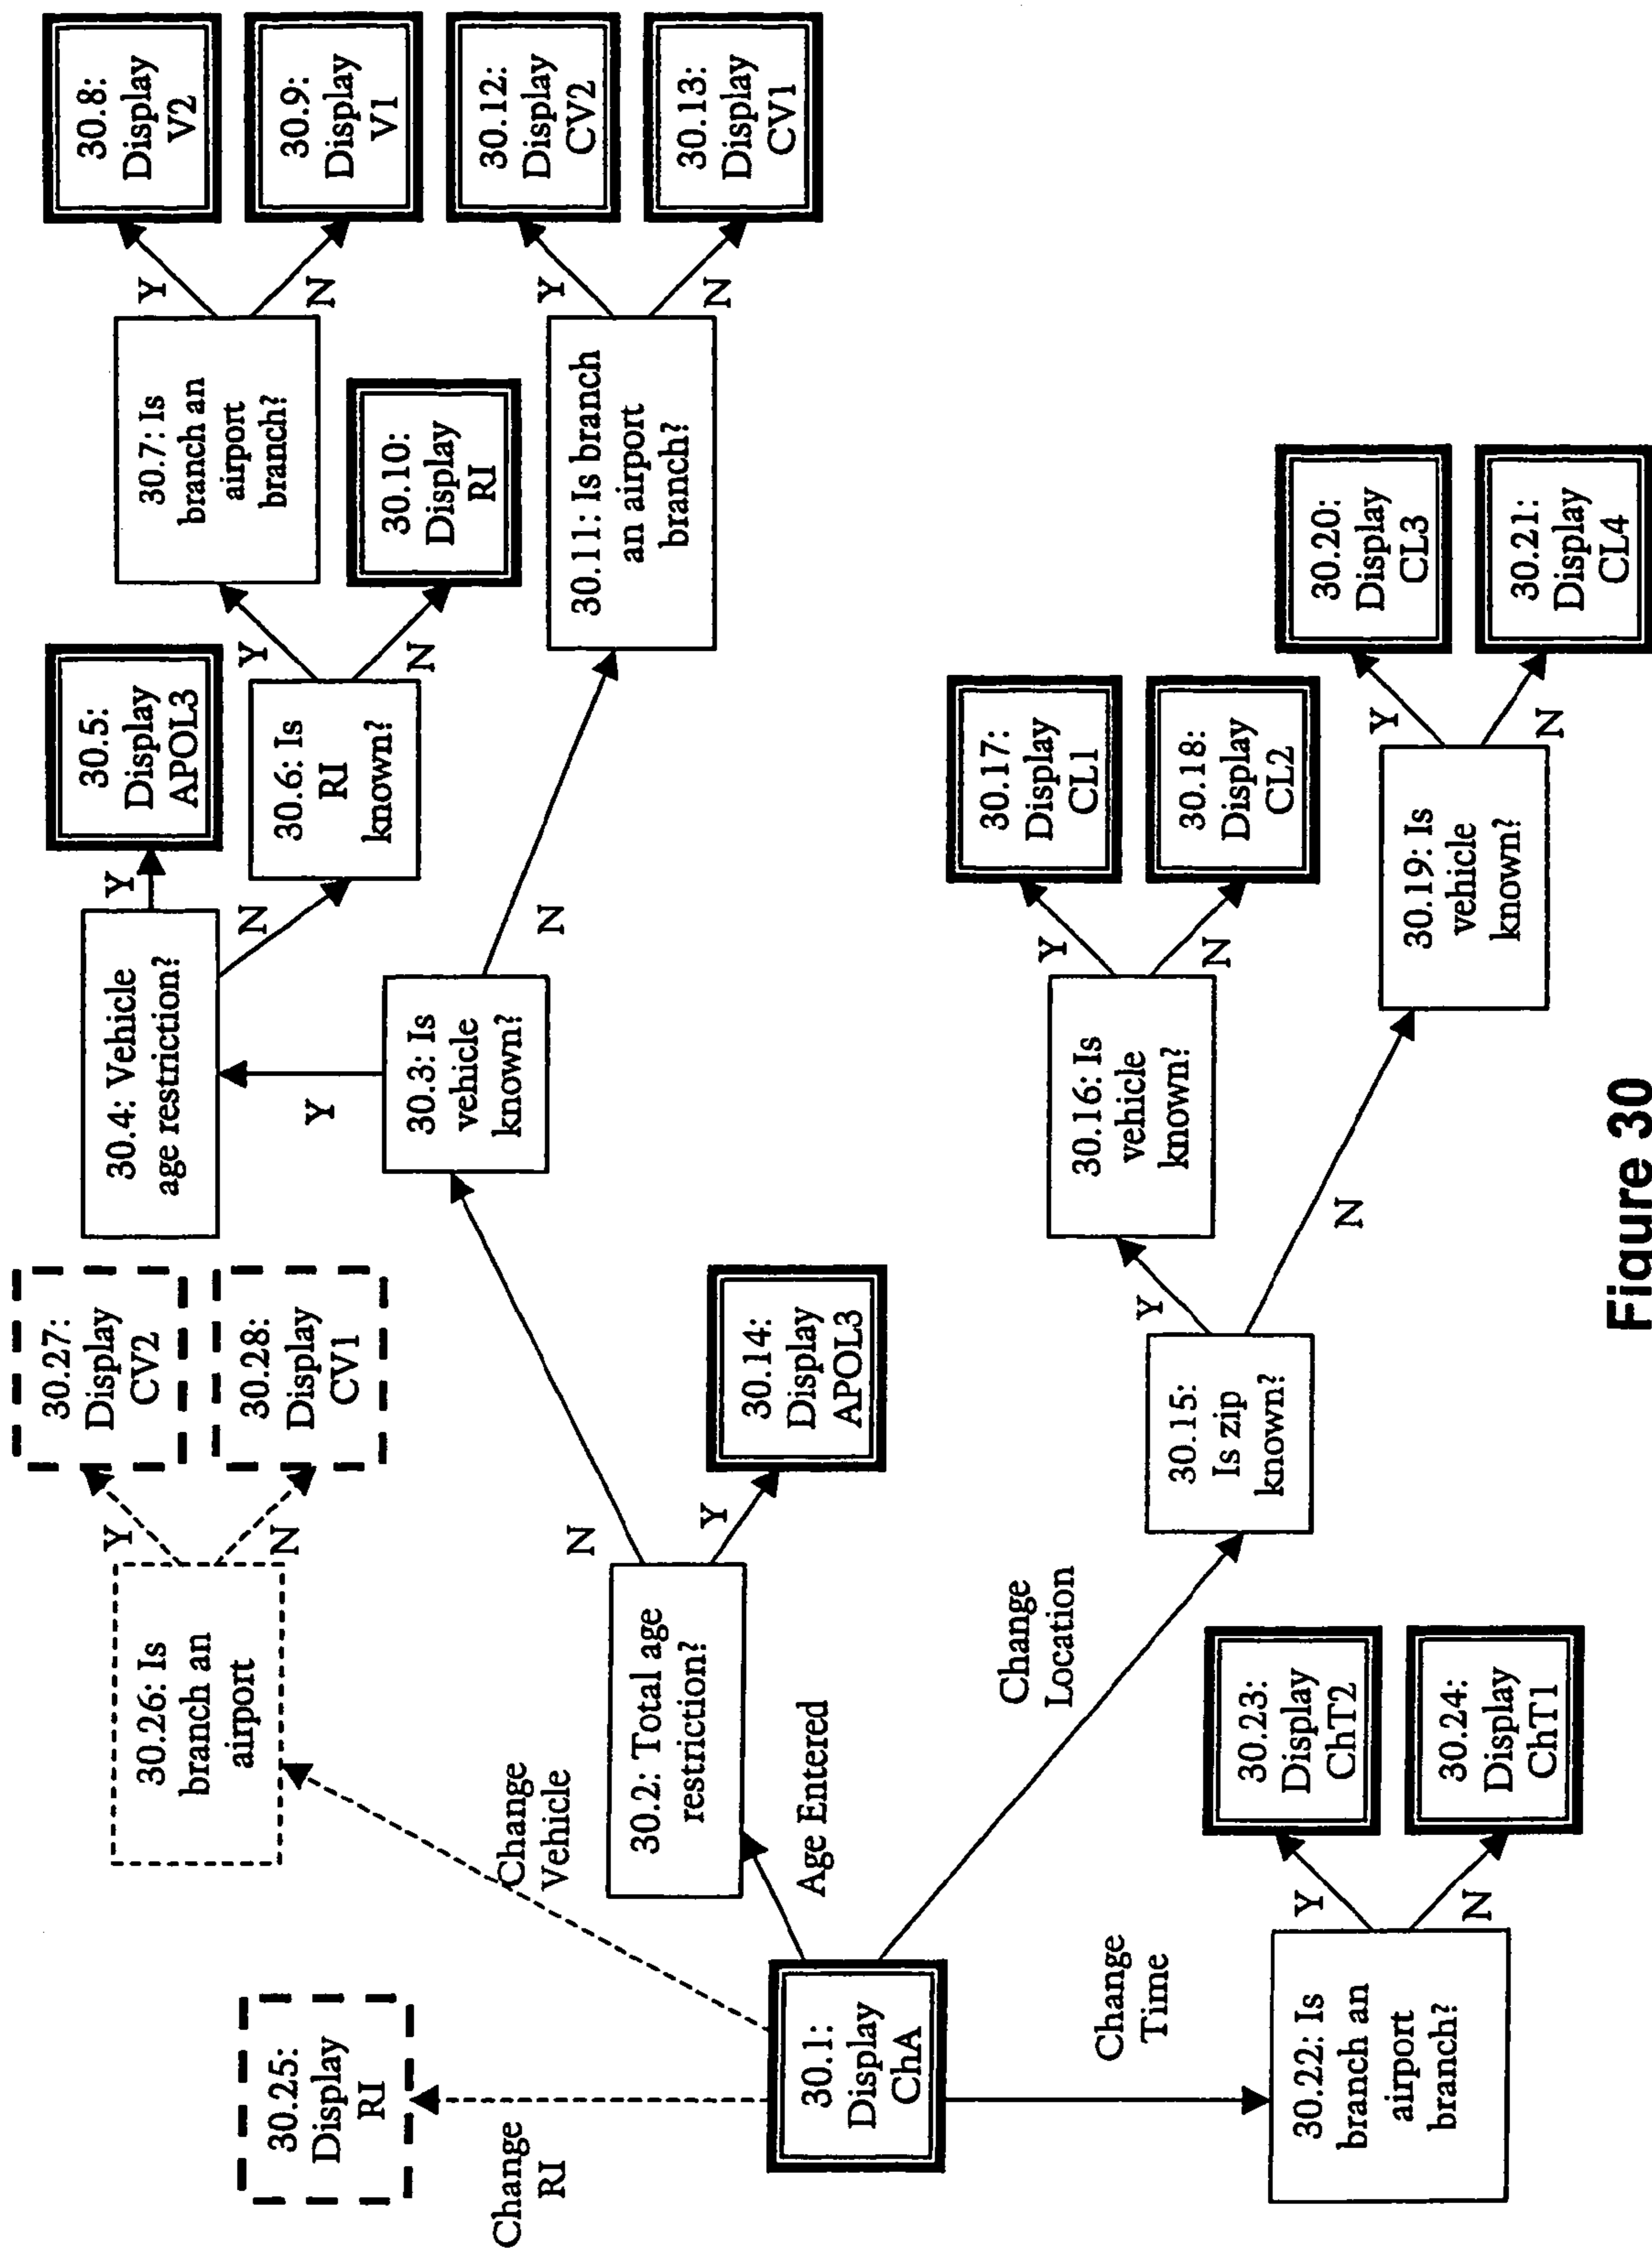 30.25:
Display
RI
Change
RI
30.1:
Display
ChA
Change
Time
30.22: Is
branch an
airport
branch?
Y
N
30.23:
Display
ChT2
30.24:
Display
ChT1
Change
Vehicle
30.26: Is
branch an
airport
Y
N
30.27:
Display
CV2
30.28:
Display
CV1
Age Entered
30.2: Total age
restriction?
N
Y
30.14:
Display
APOL3
Change
Location
30.15:
Is zip
known?
Y
N
30.3: Is
vehicle
known?
Y
N
30.4: Vehicle
age restriction?
Y
N
30.5:
Display
APOL3
30.6: Is
RI
known?
Y
N
30.7: Is
branch an
airport
branch?
Y
N
30.8:
Display
V2
30.9:
Display
V1
30.10:
Display
RI
30.11: Is branch
an airport
branch?
Y
N
30.12:
Display
CV2
30.13:
Display
CV1
30.16: Is
vehicle
known?
Y
N
30.17:
Display
CL1
30.18:
Display
CL2
30.19: Is
vehicle
known?
Y
N
30.20:
Display
CL3
30.21:
Display
CL4
Figure 30